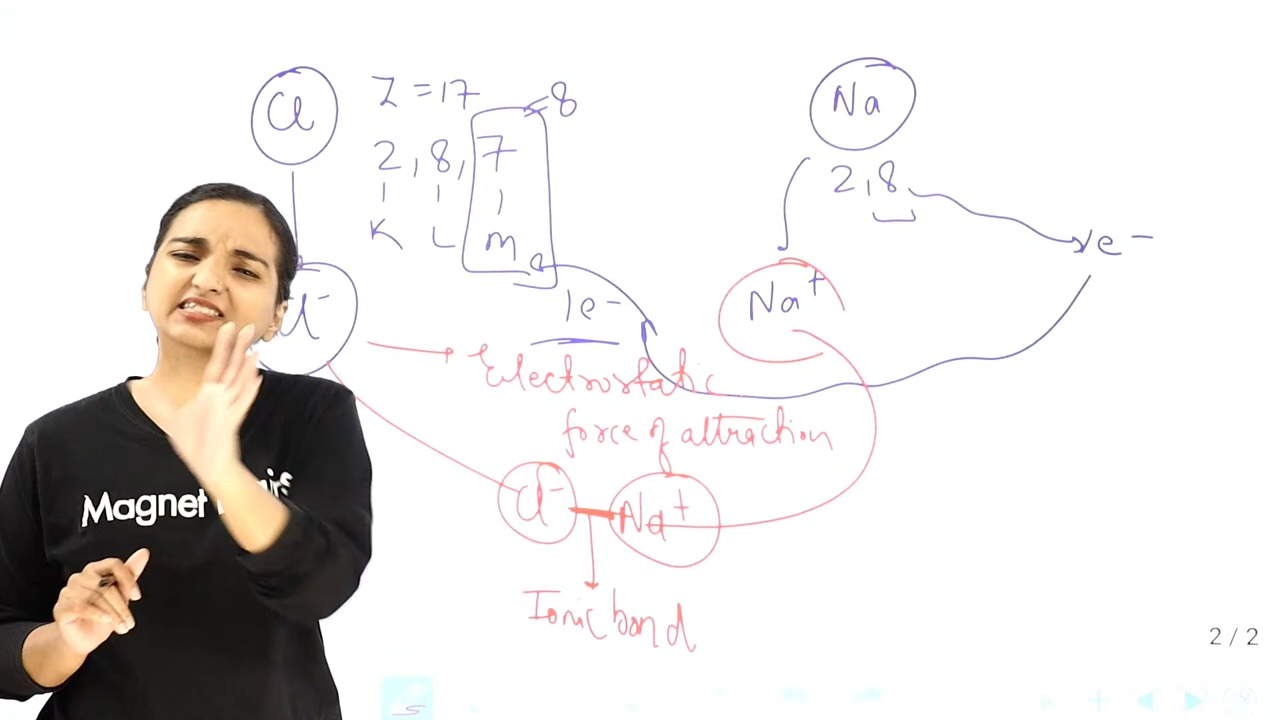 Cl
Z = 17
8
Na
2, 8, 7
2, 8
K L M
e⁻
Cl⁻
1e⁻
Na⁺
Electrostatic
force of attraction
Cl⁻ Na⁺
Magnet
Ionic bond
2 / 2